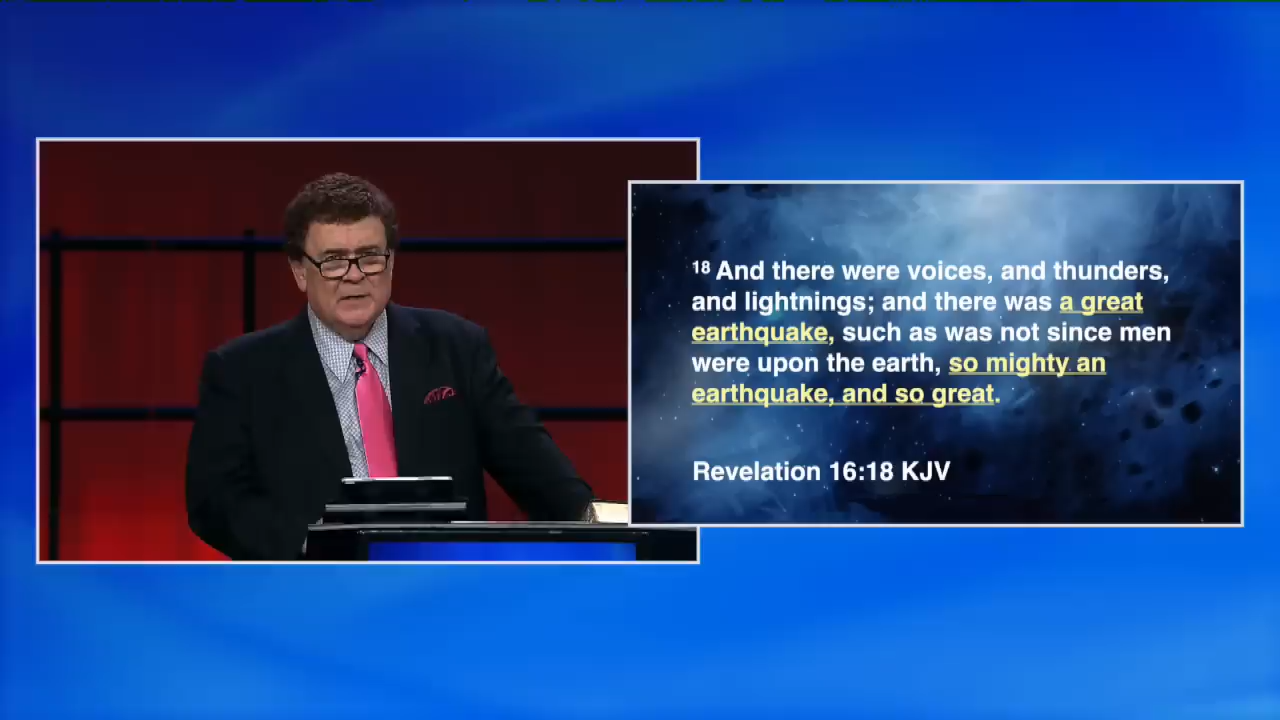 18 And there were voices, and thunders,
and lightnings; and there was a great
earthquake, such as was not since men
were upon the earth, so mighty an
earthquake, and so great.
Revelation 16:18 KJV